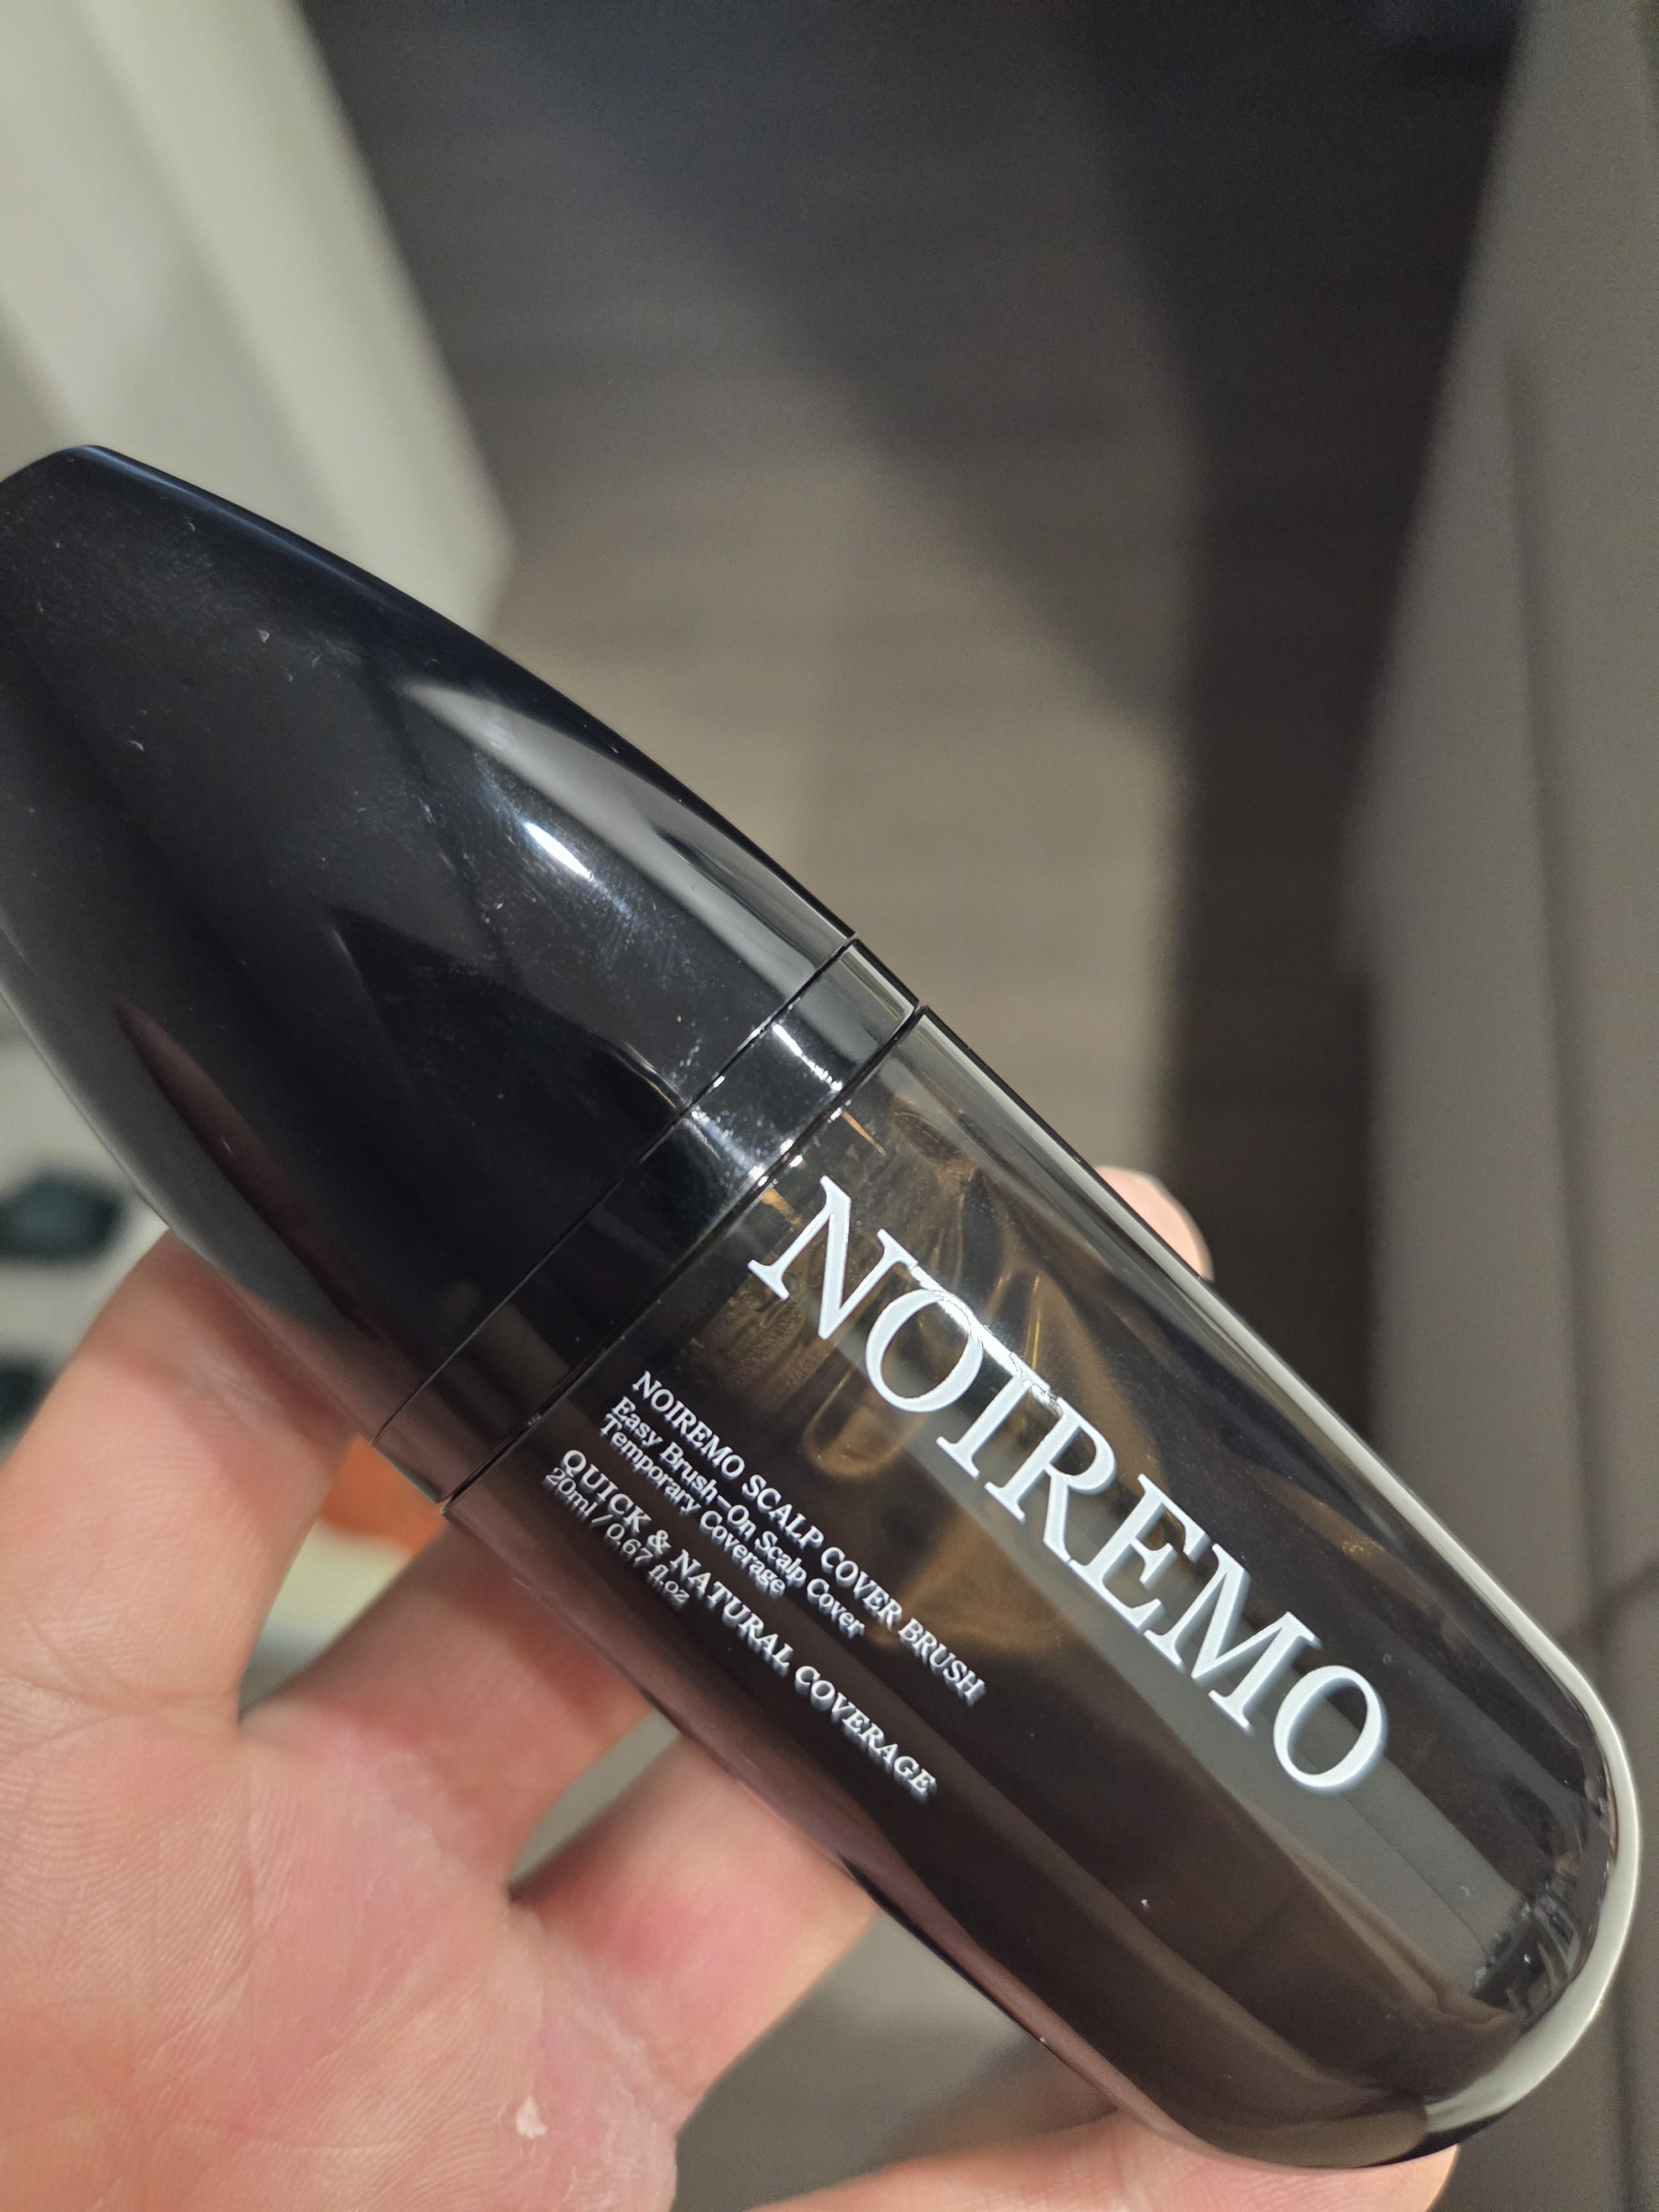 NOIREMO
NOIREMO SCALP COVER BRUSH
Easy Brush-On Scalp Cover
Temporary Coverage
QUICK & NATURAL COVERAGE
20ml / 0.67 fl.oz